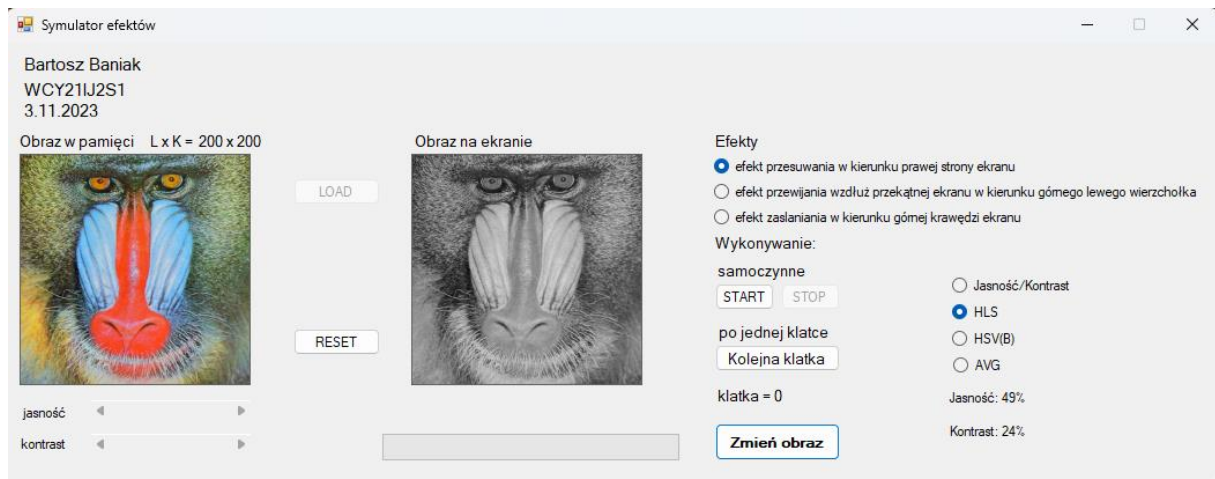 Symulator efektów
Bartosz Baniak
WCY21IJ2S1
3.11.2023
Obraz w pamięci L x K = 200 x 200
Obraz na ekranie
Efekty
efekt przesuwania w kierunku prawej strony ekranu
efekt przewijania wzdłuż przekątnej ekranu w kierunku górnego lewego wierzchołka
efekt zaslaniania w kierunku górnej krawędzi ekranu
LOAD
RESET
Wykonywanie:
samoczynne
START STOP
po jednej klatce
Kolejna klatka
klatka = 0
Zmień obraz
Jasność/Kontrast
HLS
HSV(B)
AVG
Jasność: 49%
Kontrast: 24%
jasność
kontrast